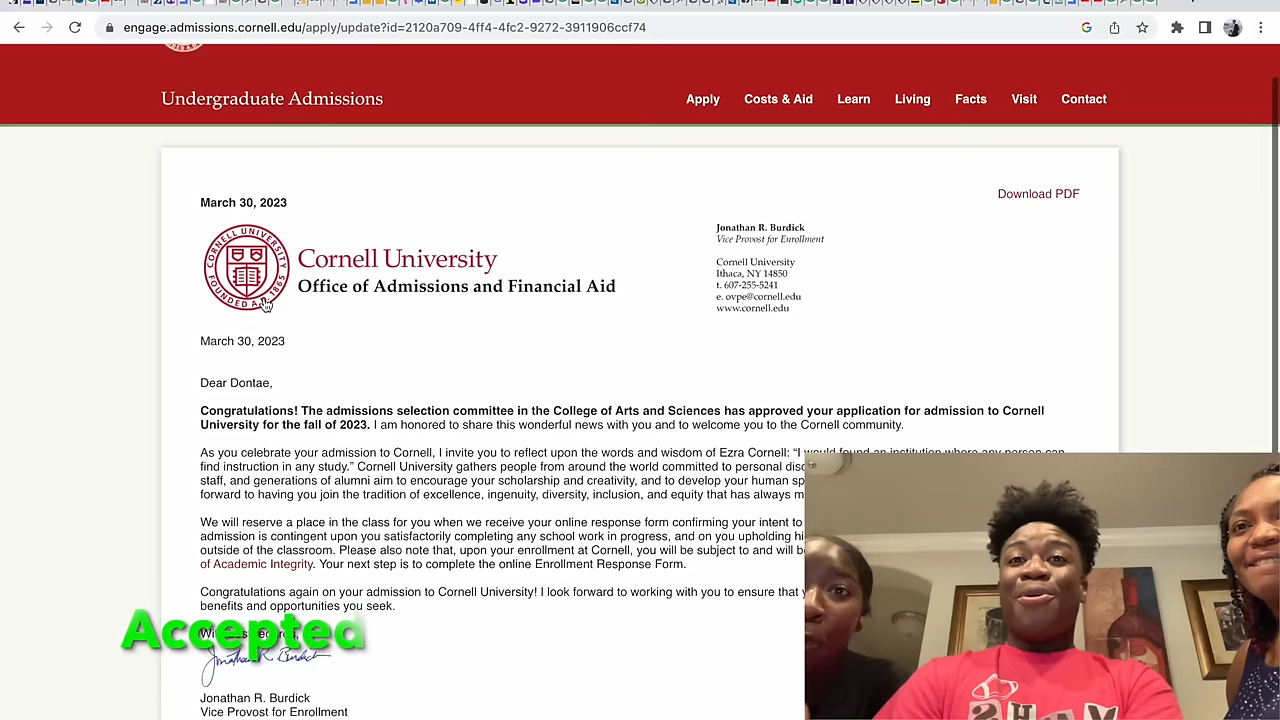 engage.admissions.cornell.edu/apply/update?id=2120a709-4ff4-4fc2-9272-3911906ccf74
Undergraduate Admissions
Apply Costs & Aid Learn Living Facts Visit Contact
Download PDF
March 30, 2023
CORNELL UNIVERSITY
FOUNDED A.D. 1865
Cornell University
Office of Admissions and Financial Aid
Jonathan R. Burdick
Vice Provost for Enrollment
Cornell University
Ithaca, NY 14850
t. 607-255-5241
e. ovpe@cornell.edu
www.cornell.edu
March 30, 2023
Dear Dontae,
Congratulations! The admissions selection committee in the College of Arts and Sciences has approved your application for admission to Cornell
University for the fall of 2023. I am honored to share this wonderful news with you and to welcome you to the Cornell community.
As you celebrate your admission to Cornell, I invite you to reflect upon the words and wisdom of Ezra Cornell: “I would found an institution where any person can
find instruction in any study.” Cornell University gathers people from around the world committed to personal
staff, and generations of alumni aim to encourage your scholarship and creativity, and to develop your human
forward to having you join the tradition of excellence, ingenuity, diversity, inclusion, and equity that has always
We will reserve a place in the class for you when we receive your online response form confirming your intent to
admission is contingent upon you satisfactorily completing any school work in progress, and on you upholding
outside of the classroom. Please also note that, upon your enrollment at Cornell, you will be subject to and will
of Academic Integrity. Your next step is to complete the online Enrollment Response Form.
Congratulations again on your admission to Cornell University! I look forward to working with you to ensure that
benefits and opportunities you seek.
Accepted
Jonathan R. Burdick
Jonathan R. Burdick
Vice Provost for Enrollment